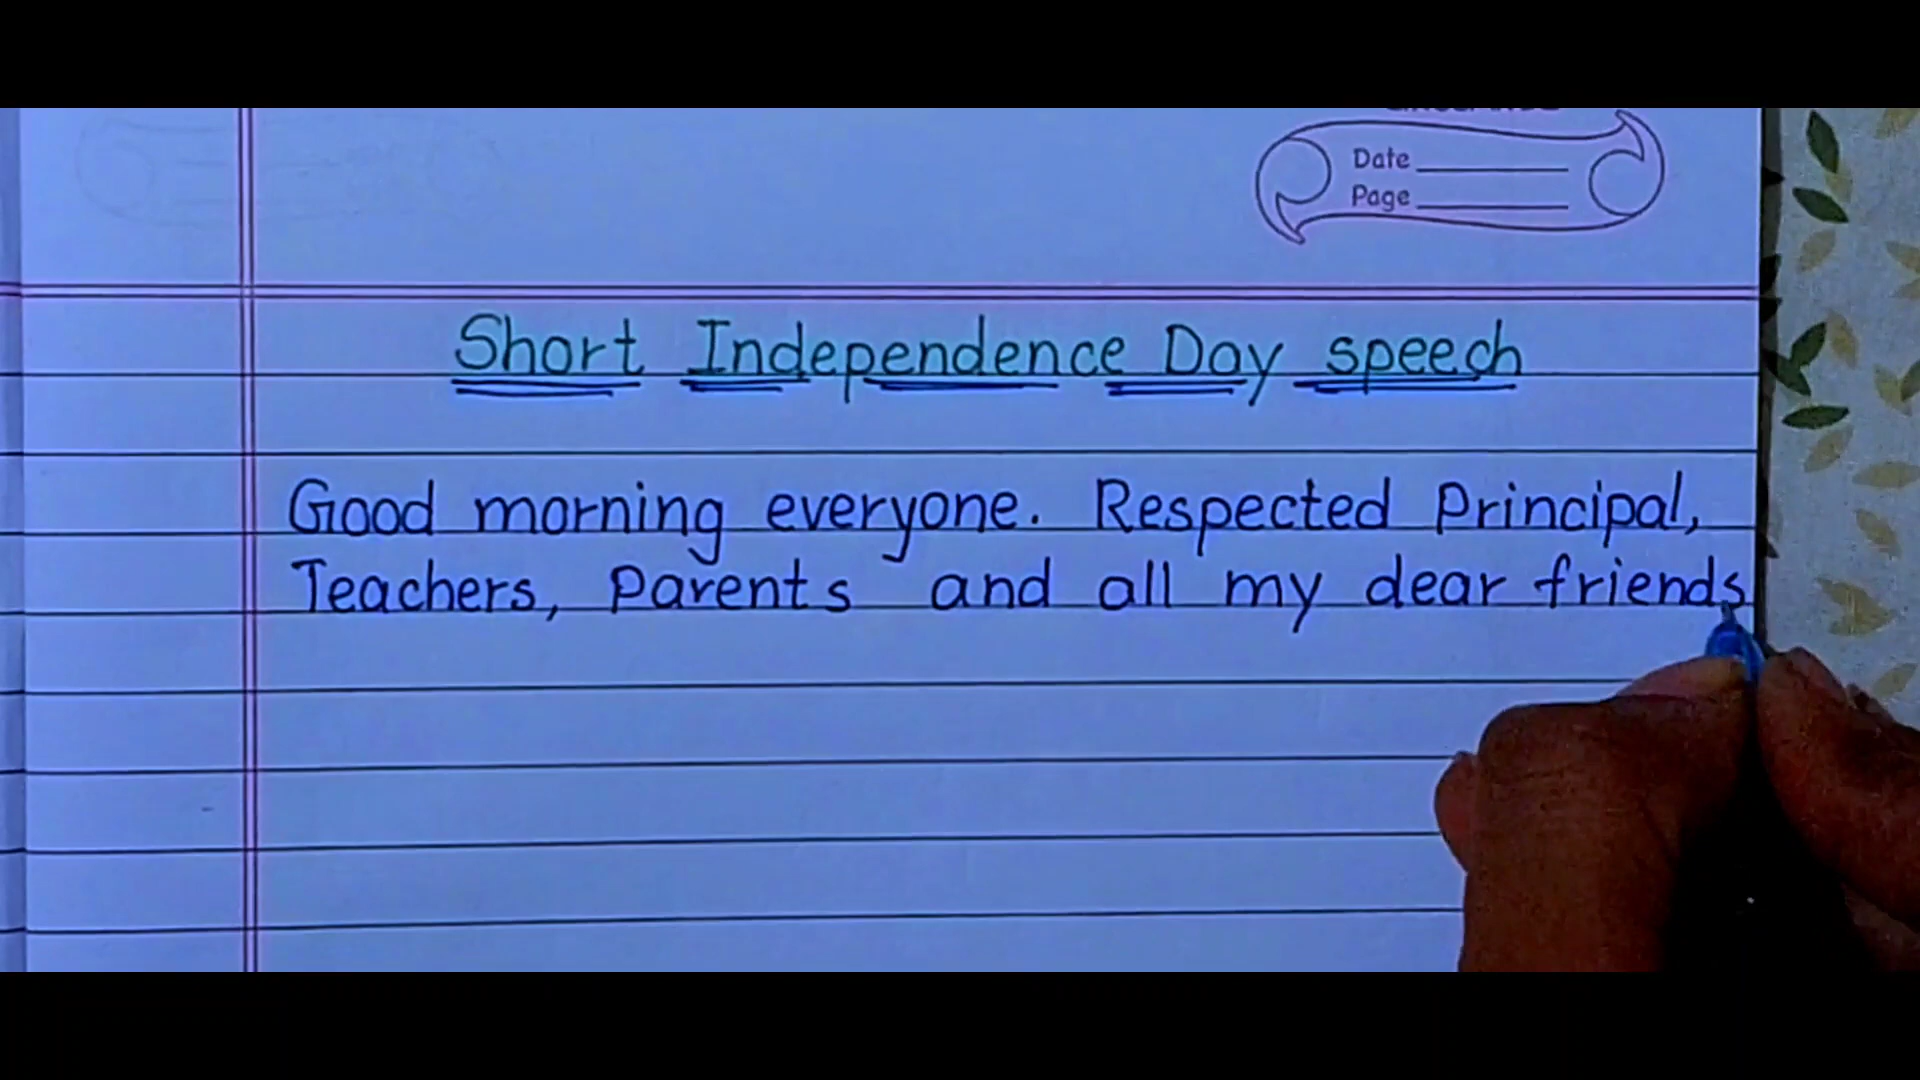 Date
Page
Short Independence Day speech
Good morning everyone. Respected Principal,
Teachers, Parents and all my dear friends